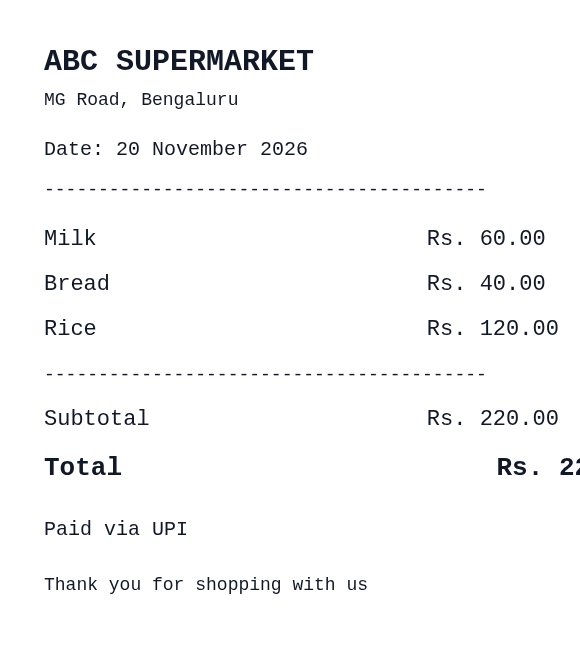 ABC SUPERMARKET
MG Road, Bengaluru
Date: 20 November 2026
-----------------------------------------
Milk Rs. 60.00
Bread Rs. 40.00
Rice Rs. 120.00
-----------------------------------------
Subtotal Rs. 220.00
Total Rs.
Paid via UPI
Thank you for shopping with us